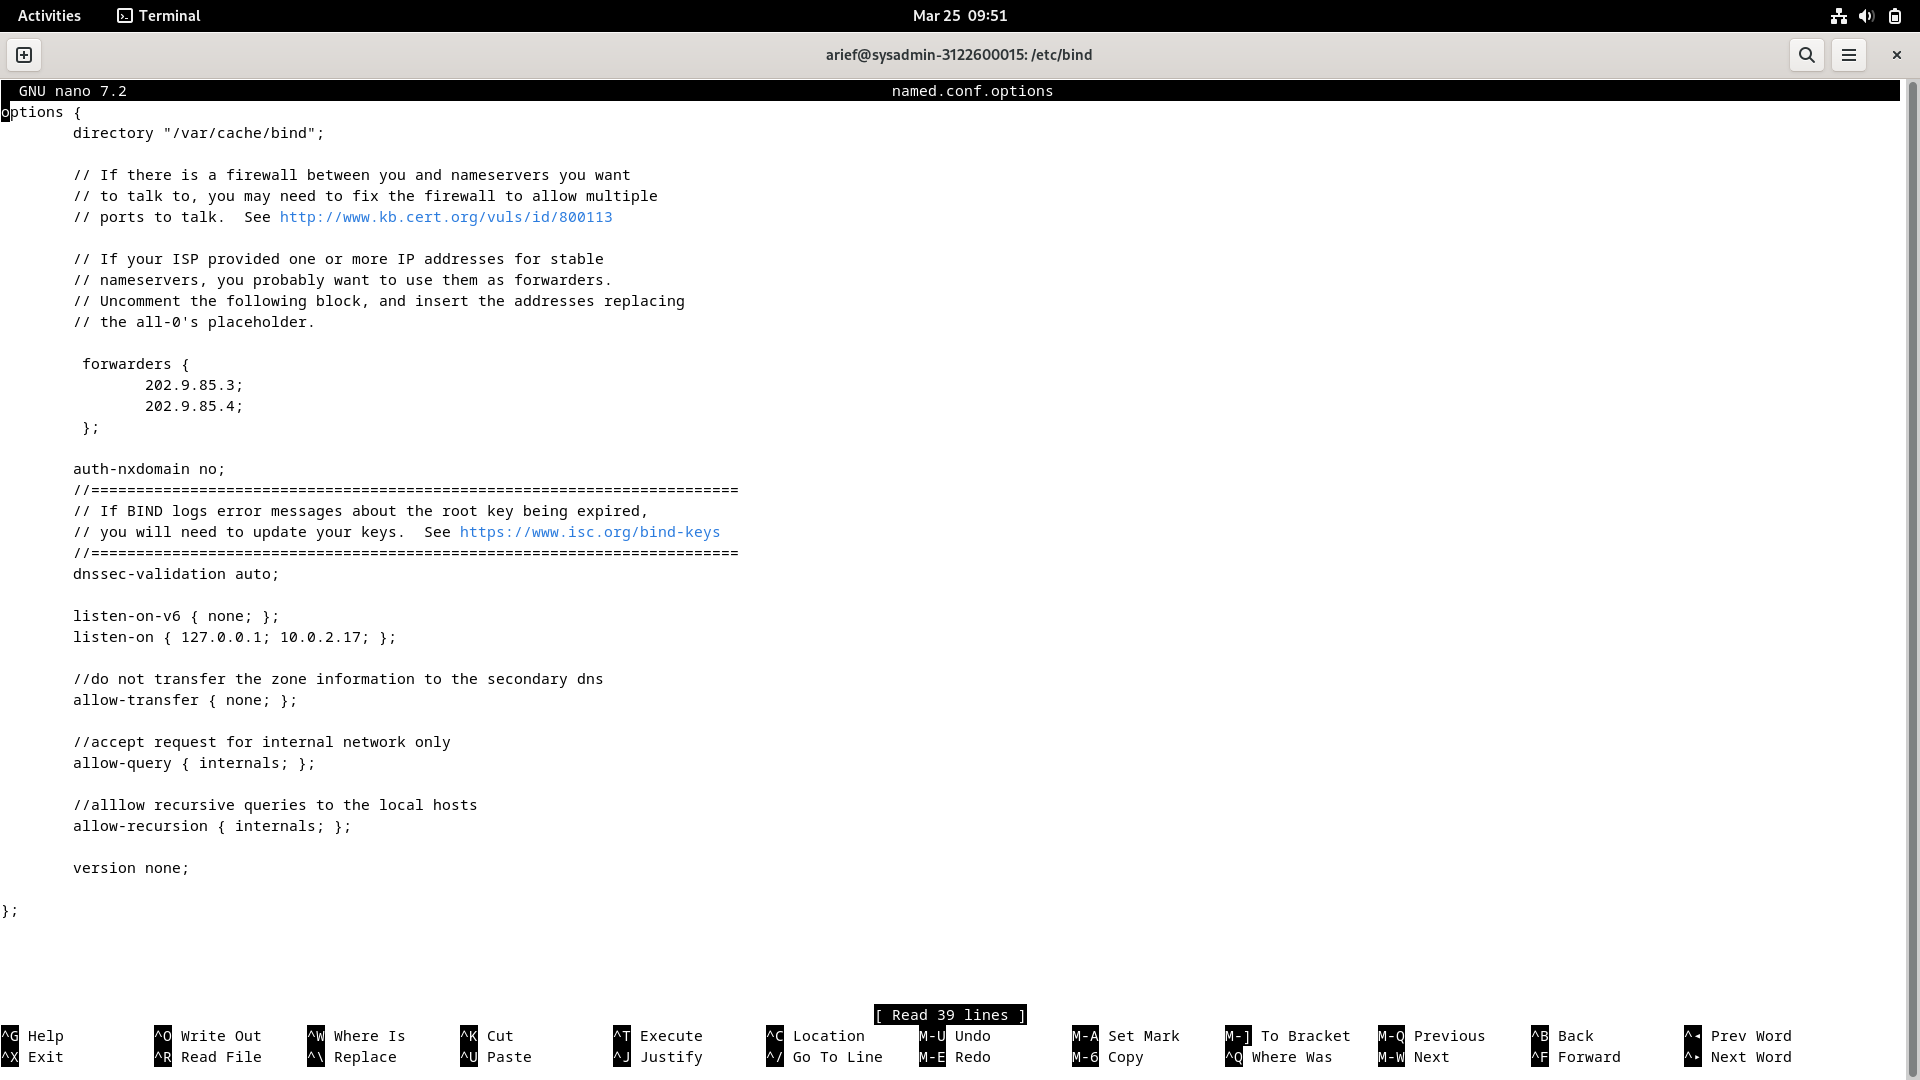 Activities Terminal Mar 25 09:51
arief@sysadmin-3122600015: /etc/bind
GNU nano 7.2 named.conf.options
options {
directory "/var/cache/bind";
// If there is a firewall between you and nameservers you want
// to talk to, you may need to fix the firewall to allow multiple
// ports to talk.  See http://www.kb.cert.org/vuls/id/800113
// If your ISP provided one or more IP addresses for stable
// nameservers, you probably want to use them as forwarders.
// Uncomment the following block, and insert the addresses replacing
// the all-0's placeholder.
forwarders {
202.9.85.3;
202.9.85.4;
};
auth-nxdomain no;
//========================================================================
// If BIND logs error messages about the root key being expired,
// you will need to update your keys.  See https://www.isc.org/bind-keys
//========================================================================
dnssec-validation auto;
listen-on-v6 { none; };
listen-on { 127.0.0.1; 10.0.2.17; };
//do not transfer the zone information to the secondary dns
allow-transfer { none; };
//accept request for internal network only
allow-query { internals; };
//alllow recursive queries to the local hosts
allow-recursion { internals; };
version none;
};
[ Read 39 lines ]
^G Help ^O Write Out ^W Where Is ^K Cut ^T Execute ^C Location M-U Undo M-A Set Mark M-] To Bracket M-Q Previous ^B Back ^◂ Prev Word
^X Exit ^R Read File ^\ Replace ^U Paste ^J Justify ^/ Go To Line M-E Redo M-6 Copy ^Q Where Was M-W Next ^F Forward ^▸ Next Word